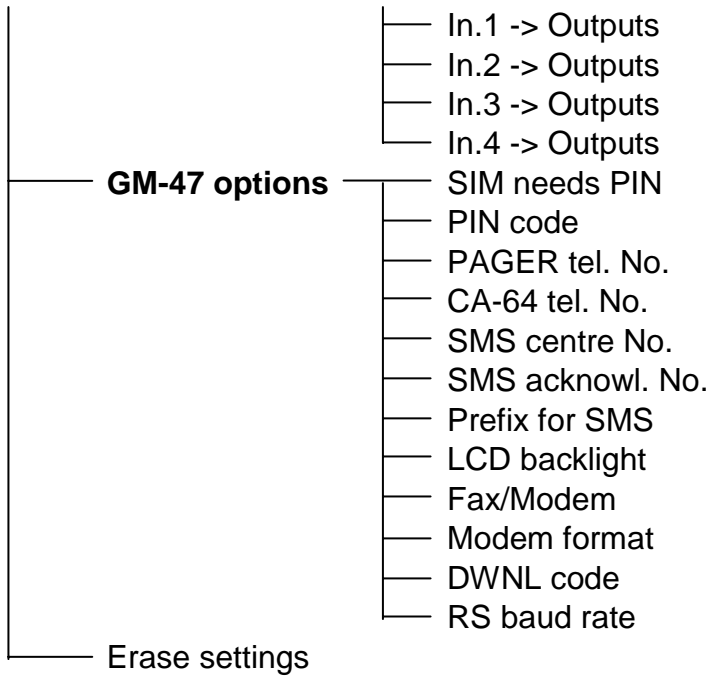 In.1 -> Outputs
In.2 -> Outputs
In.3 -> Outputs
In.4 -> Outputs
GM-47 options SIM needs PIN
PIN code
PAGER tel. No.
CA-64 tel. No.
SMS centre No.
SMS acknowl. No.
Prefix for SMS
LCD backlight
Fax/Modem
Modem format
DWNL code
RS baud rate
Erase settings